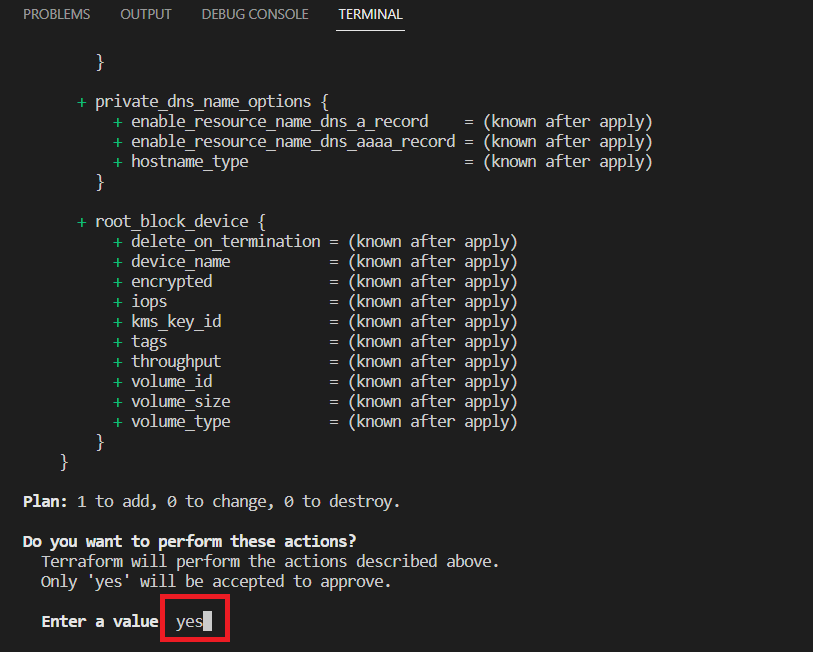 PROBLEMS OUTPUT DEBUG CONSOLE TERMINAL
}
+ private_dns_name_options {
+ enable_resource_name_dns_a_record = (known after apply)
+ enable_resource_name_dns_aaaa_record = (known after apply)
+ hostname_type = (known after apply)
}
+ root_block_device {
+ delete_on_termination = (known after apply)
+ device_name = (known after apply)
+ encrypted = (known after apply)
+ iops = (known after apply)
+ kms_key_id = (known after apply)
+ tags = (known after apply)
+ throughput = (known after apply)
+ volume_id = (known after apply)
+ volume_size = (known after apply)
+ volume_type = (known after apply)
}
}
Plan: 1 to add, 0 to change, 0 to destroy.
Do you want to perform these actions?
Terraform will perform the actions described above.
Only 'yes' will be accepted to approve.
Enter a value yes